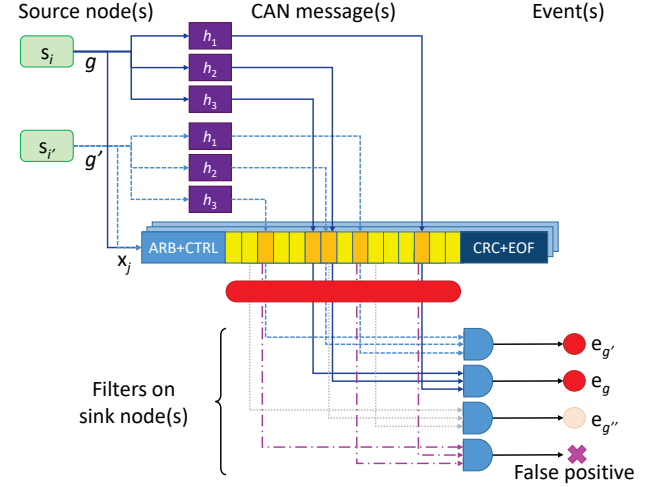 Source node(s) CAN message(s) Event(s)
s_i g h_1
h_2
h_3
s_i' g' h_1
h_2
h_3
ARB+CTRL CRC+EOF
x_j
e_g'
e_g
Filters on
sink node(s)
e_g''
False positive